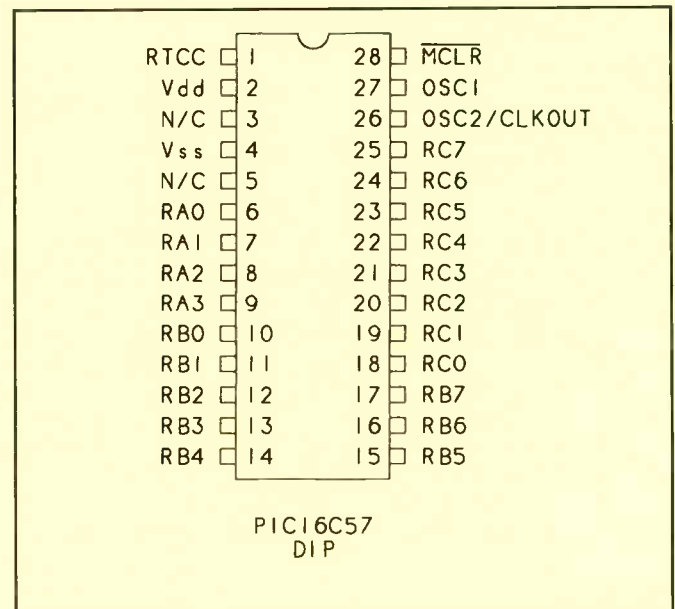 RTCC 1 28 MCLR
Vdd 2 27 OSC1
N/C 3 26 OSC2/CLKOUT
Vss 4 25 RC7
N/C 5 24 RC6
RA0 6 23 RC5
RA1 7 22 RC4
RA2 8 21 RC3
RA3 9 20 RC2
RB0 10 19 RC1
RB1 11 18 RC0
RB2 12 17 RB7
RB3 13 16 RB6
RB4 14 15 RB5
PIC16C57
DIP